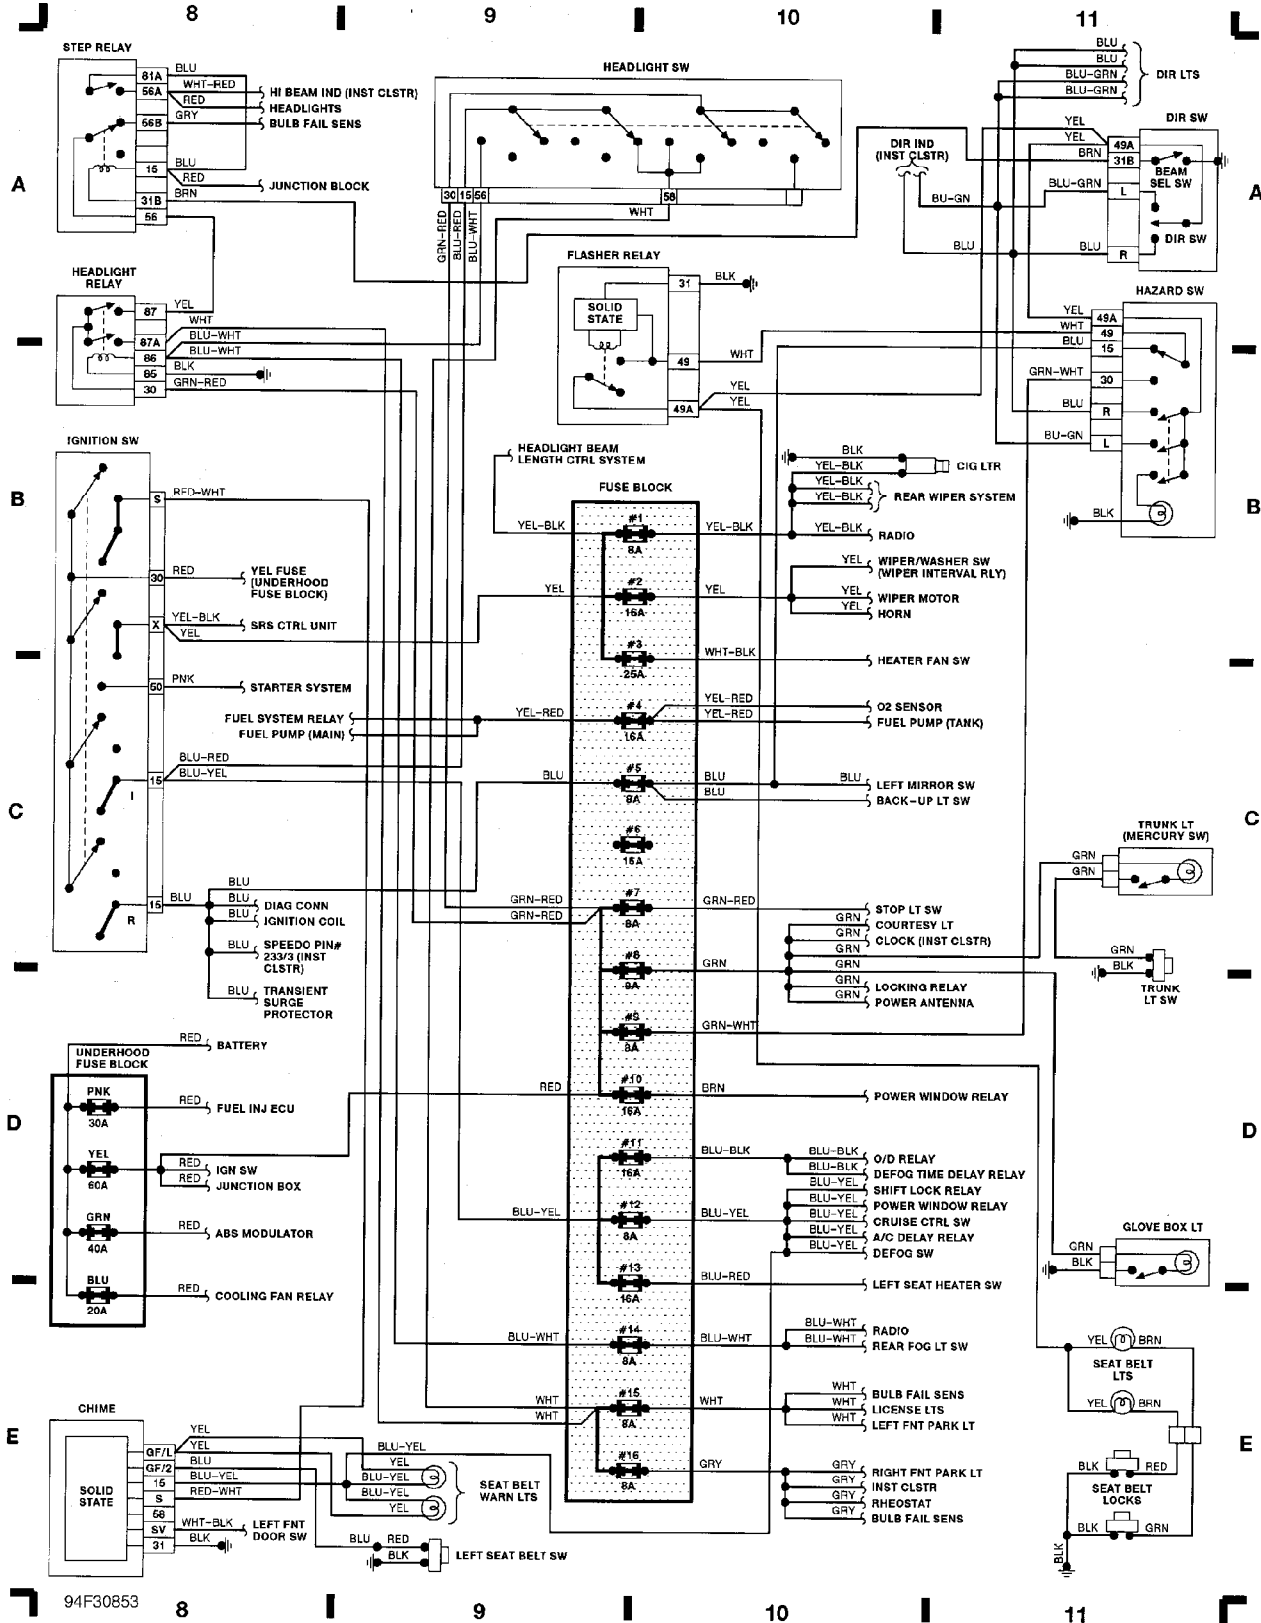 8
9
10
11
STEP RELAY
81A
BLU
56A
WHT-RED
HI BEAM IND (INST CLSTR)
RED
HEADLIGHTS
56B
GRY
BULB FAIL SENS
15
BLU
RED
JUNCTION BLOCK
31B
BRN
56
HEADLIGHT SW
30
15
56
58
GRN-RED
BLU-RED
BLU-WHT
WHT
BLU
BLU
BLU-GRN
BLU-GRN
DIR LTS
DIR SW
YEL
YEL
49A
BRN
31B
BEAM
SEL SW
BLU-GRN
L
DIR SW
BLU
BLU
R
DIR IND
(INST CLSTR)
BU-GN
A
A
HEADLIGHT
RELAY
87
YEL
WHT
87A
BLU-WHT
86
BLU-WHT
85
BLK
30
GRN-RED
FLASHER RELAY
31
BLK
SOLID
STATE
49
WHT
49A
YEL
YEL
HAZARD SW
YEL
49A
WHT
49
BLU
15
GRN-WHT
30
BLU
R
BU-GN
L
BLK
IGNITION SW
S
RED-WHT
30
RED
YEL FUSE
(UNDERHOOD
FUSE BLOCK)
X
YEL-BLK
SRS CTRL UNIT
YEL
50
PNK
STARTER SYSTEM
FUEL SYSTEM RELAY
FUEL PUMP (MAIN)
BLU-RED
15
BLU-YEL
I
15
BLU
R
BLU
BLU
DIAG CONN
BLU
IGNITION COIL
BLU
SPEEDO PIN#
233/3 (INST
CLSTR)
BLU
TRANSIENT
SURGE
PROTECTOR
B
B
HEADLIGHT BEAM
LENGTH CTRL SYSTEM
FUSE BLOCK
YEL-BLK
#1
8A
YEL-BLK
BLK
YEL-BLK
CIG LTR
YEL-BLK
YEL-BLK
REAR WIPER SYSTEM
YEL-BLK
RADIO
YEL
#2
16A
YEL
YEL
WIPER/WASHER SW
(WIPER INTERVAL RLY)
YEL
WIPER MOTOR
YEL
HORN
#3
25A
WHT-BLK
HEATER FAN SW
YEL-RED
#4
16A
YEL-RED
O2 SENSOR
YEL-RED
FUEL PUMP (TANK)
BLU
#5
8A
BLU
BLU
LEFT MIRROR SW
BLU
BACK-UP LT SW
#6
16A
C
C
GRN-RED
GRN-RED
#7
8A
GRN-RED
STOP LT SW
GRN
COURTESY LT
GRN
CLOCK (INST CLSTR)
GRN
#8
8A
GRN
GRN
GRN
LOCKING RELAY
GRN
POWER ANTENNA
#9
8A
GRN-WHT
TRUNK LT
(MERCURY SW)
GRN
GRN
GRN
BLK
TRUNK
LT SW
RED
BATTERY
UNDERHOOD
FUSE BLOCK
PNK
30A
RED
FUEL INJ ECU
YEL
60A
RED
IGN SW
RED
JUNCTION BOX
GRN
40A
RED
ABS MODULATOR
BLU
20A
RED
COOLING FAN RELAY
D
D
RED
#10
16A
BRN
POWER WINDOW RELAY
#11
16A
BLU-BLK
BLU-BLK
O/D RELAY
BLU-BLK
DEFOG TIME DELAY RELAY
BLU-YEL
SHIFT LOCK RELAY
BLU-YEL
#12
8A
BLU-YEL
BLU-YEL
POWER WINDOW RELAY
BLU-YEL
CRUISE CTRL SW
BLU-YEL
A/C DELAY RELAY
BLU-YEL
DEFOG SW
#13
16A
BLU-RED
LEFT SEAT HEATER SW
BLU-WHT
#14
8A
BLU-WHT
BLU-WHT
RADIO
BLU-WHT
REAR FOG LT SW
WHT
WHT
#15
8A
WHT
WHT
BULB FAIL SENS
WHT
LICENSE LTS
WHT
LEFT FNT PARK LT
#16
8A
GRY
GRY
RIGHT FNT PARK LT
GRY
INST CLSTR
GRY
RHEOSTAT
GRY
BULB FAIL SENS
GLOVE BOX LT
GRN
BLK
YEL
BRN
SEAT BELT
LTS
YEL
BRN
BLK
RED
SEAT BELT
LOCKS
BLK
GRN
BLK
E
E
CHIME
SOLID
STATE
YEL
GF/L
YEL
GF/2
BLU
15
BLU-YEL
S
RED-WHT
58
SV
WHT-BLK
LEFT FNT
DOOR SW
31
BLK
BLU-YEL
YEL
BLU-YEL
BLU-YEL
YEL
SEAT BELT
WARN LTS
BLU
RED
BLK
LEFT SEAT BELT SW
94F30853
8
9
10
11